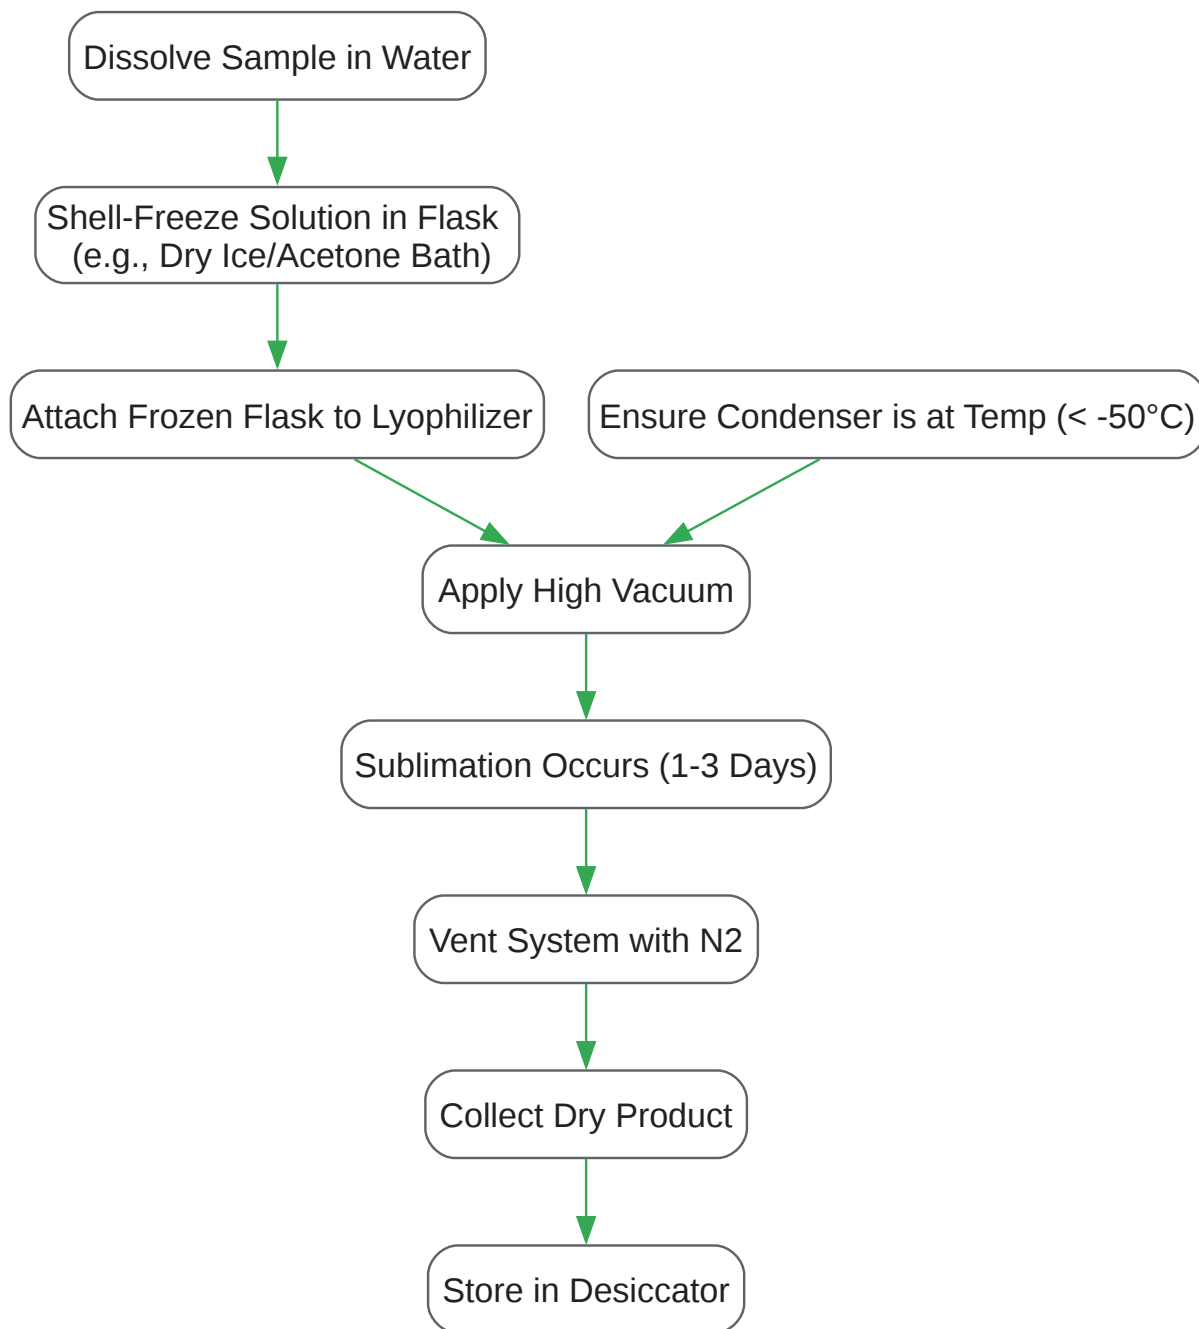 Dissolve Sample in Water
Shell-Freeze Solution in Flask
(e.g., Dry Ice/Acetone Bath)
Attach Frozen Flask to Lyophilizer
Ensure Condenser is at Temp (< -50°C)
Apply High Vacuum
Sublimation Occurs (1-3 Days)
Vent System with N2
Collect Dry Product
Store in Desiccator